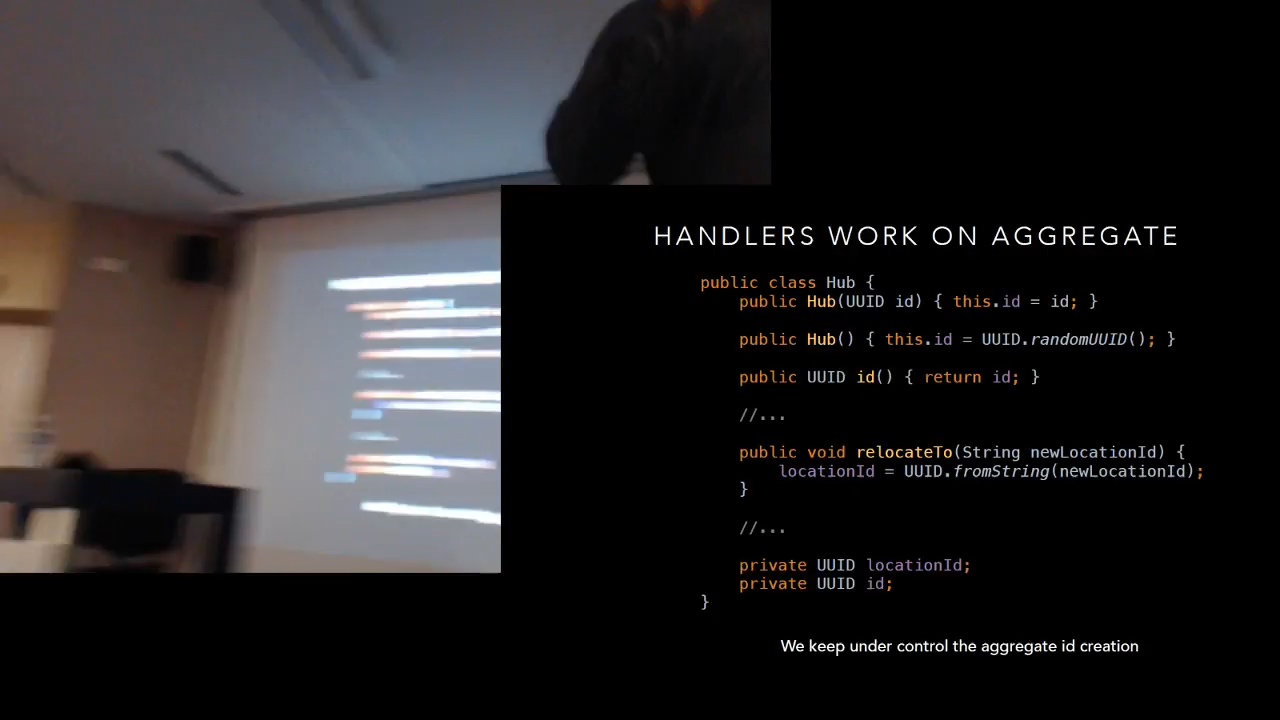 HANDLERS WORK ON AGGREGATE
public class Hub {
public Hub(UUID id) { this.id = id; }
public Hub() { this.id = UUID.randomUUID(); }
public UUID id() { return id; }
//...
public void relocateTo(String newLocationId) {
locationId = UUID.fromString(newLocationId);
}
//...
private UUID locationId;
private UUID id;
}
We keep under control the aggregate id creation